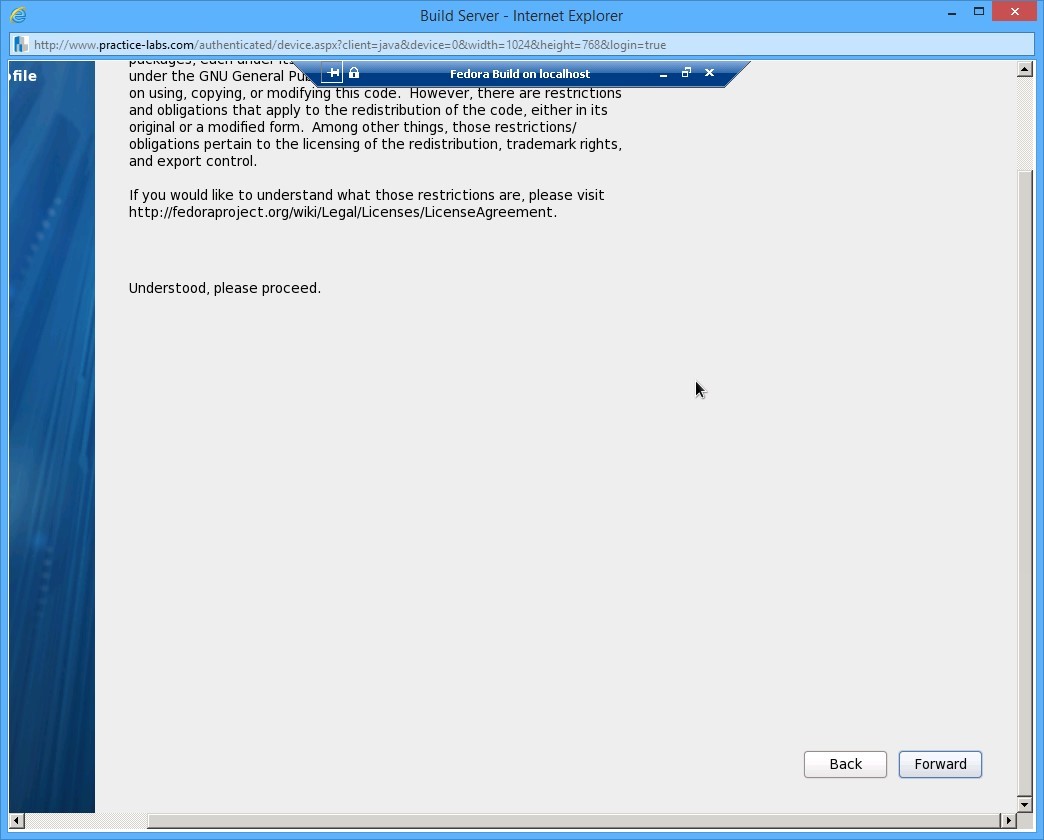 Build Server - Internet Explorer
http://www.practice-labs.com/authenticated/device.aspx?client=java&device=0&width=1024&height=768&login=true
ofile
Fedora Build on localhost
packages, each under it
under the GNU General Pu
on using, copying, or modifying this code.  However, there are restrictions
and obligations that apply to the redistribution of the code, either in its
original or a modified form.  Among other things, those restrictions/
obligations pertain to the licensing of the redistribution, trademark rights,
and export control.
If you would like to understand what those restrictions are, please visit
http://fedoraproject.org/wiki/Legal/Licenses/LicenseAgreement.
Understood, please proceed.
Back
Forward